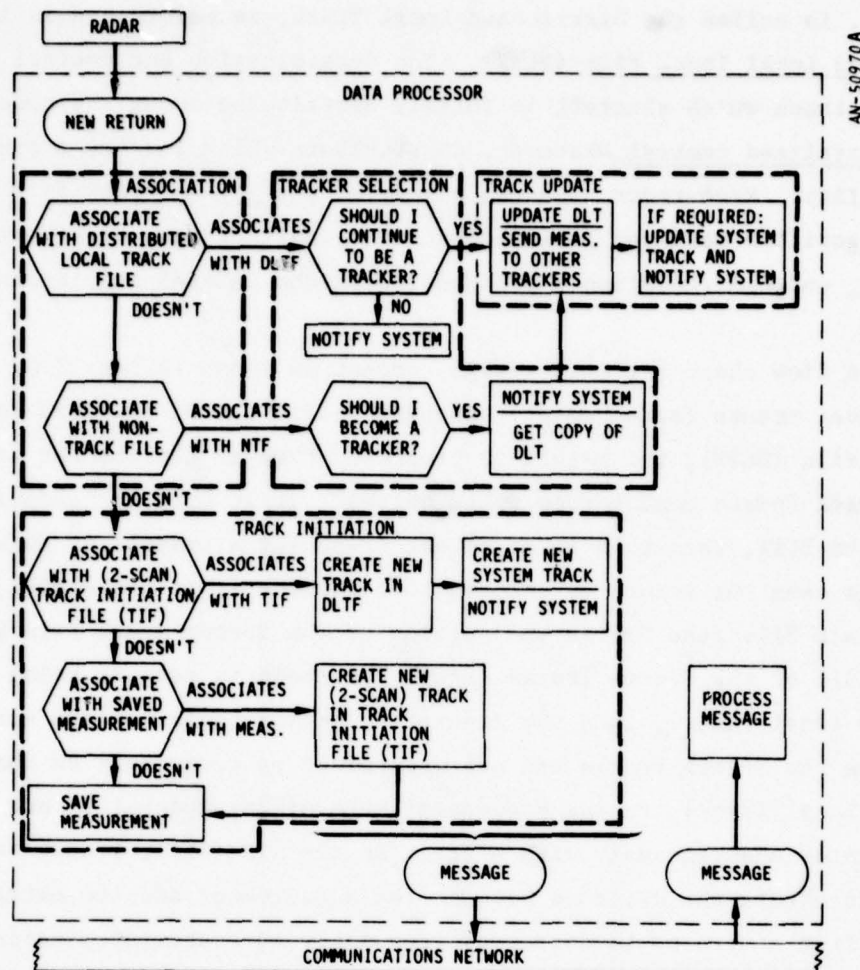 RADAR
AN-50970A
DATA PROCESSOR
NEW RETURN
ASSOCIATION
TRACKER SELECTION
TRACK UPDATE
ASSOCIATE
WITH DISTRIBUTED
LOCAL TRACK
FILE
ASSOCIATES
WITH DLTF
SHOULD I
CONTINUE
TO BE A
TRACKER?
YES
UPDATE DLT
SEND MEAS.
TO OTHER
TRACKERS
IF REQUIRED:
UPDATE SYSTEM
TRACK AND
NOTIFY SYSTEM
DOESN'T
NO
NOTIFY SYSTEM
ASSOCIATE
WITH NON-
TRACK FILE
ASSOCIATES
WITH NTF
SHOULD I
BECOME A
TRACKER?
YES
NOTIFY SYSTEM
GET COPY OF
DLT
DOESN'T
TRACK INITIATION
ASSOCIATE
WITH (2-SCAN)
TRACK INITIATION
FILE (TIF)
ASSOCIATES
WITH TIF
CREATE NEW
TRACK IN
DLTF
CREATE NEW
SYSTEM TRACK
NOTIFY SYSTEM
DOESN'T
ASSOCIATE
WITH SAVED
MEASUREMENT
ASSOCIATES
WITH MEAS.
CREATE NEW
(2-SCAN) TRACK
IN TRACK
INITIATION
FILE (TIF)
PROCESS
MESSAGE
DOESN'T
SAVE
MEASUREMENT
MESSAGE
MESSAGE
COMMUNICATIONS NETWORK